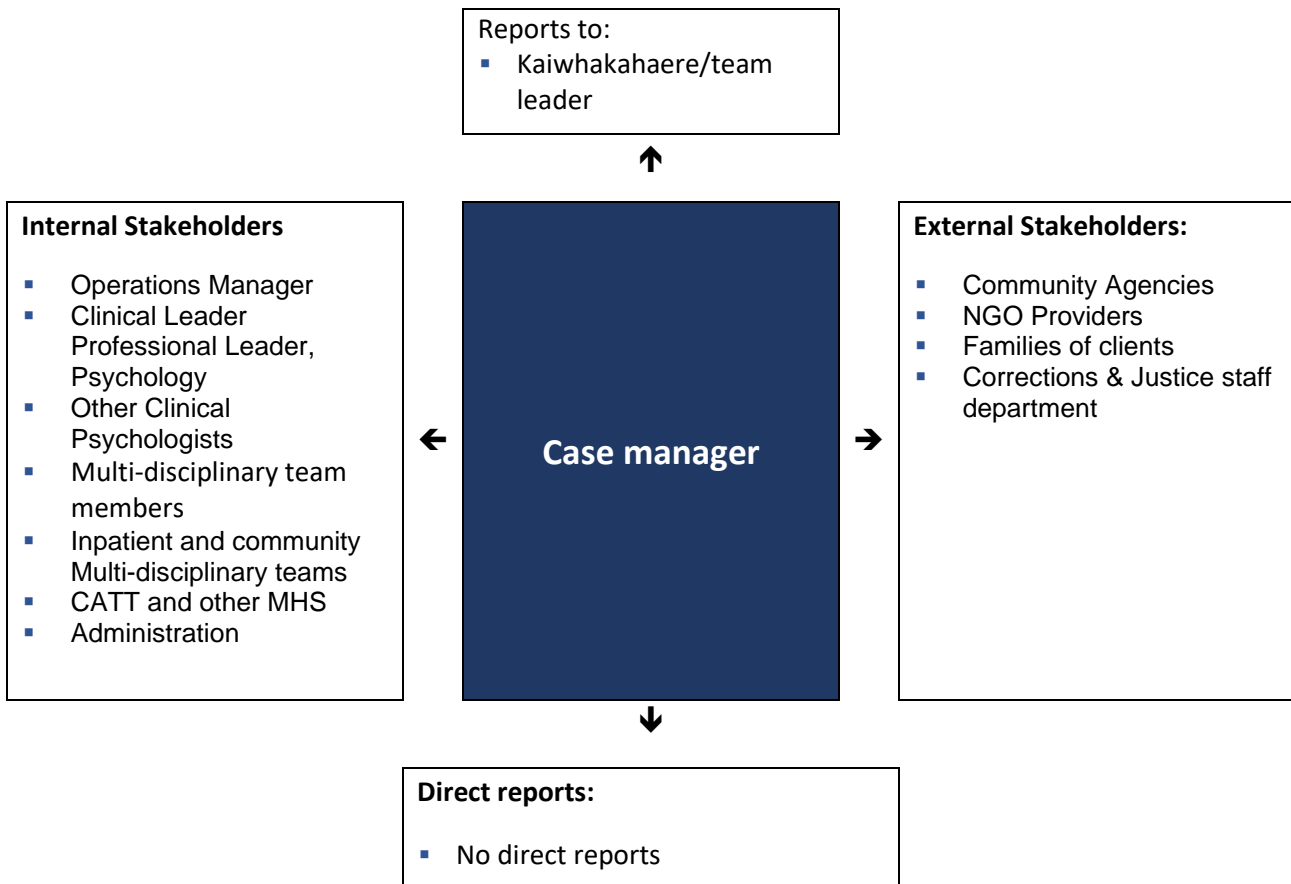 Reports to:
▪ Kaiwhakahaere/team
leader
Internal Stakeholders
▪ Operations Manager
▪ Clinical Leader
Professional Leader,
Psychology
▪ Other Clinical
Psychologists
▪ Multi-disciplinary team
members
▪ Inpatient and community
Multi-disciplinary teams
▪ CATT and other MHS
▪ Administration
Case manager
External Stakeholders:
▪ Community Agencies
▪ NGO Providers
▪ Families of clients
▪ Corrections & Justice staff
department
Direct reports:
▪ No direct reports